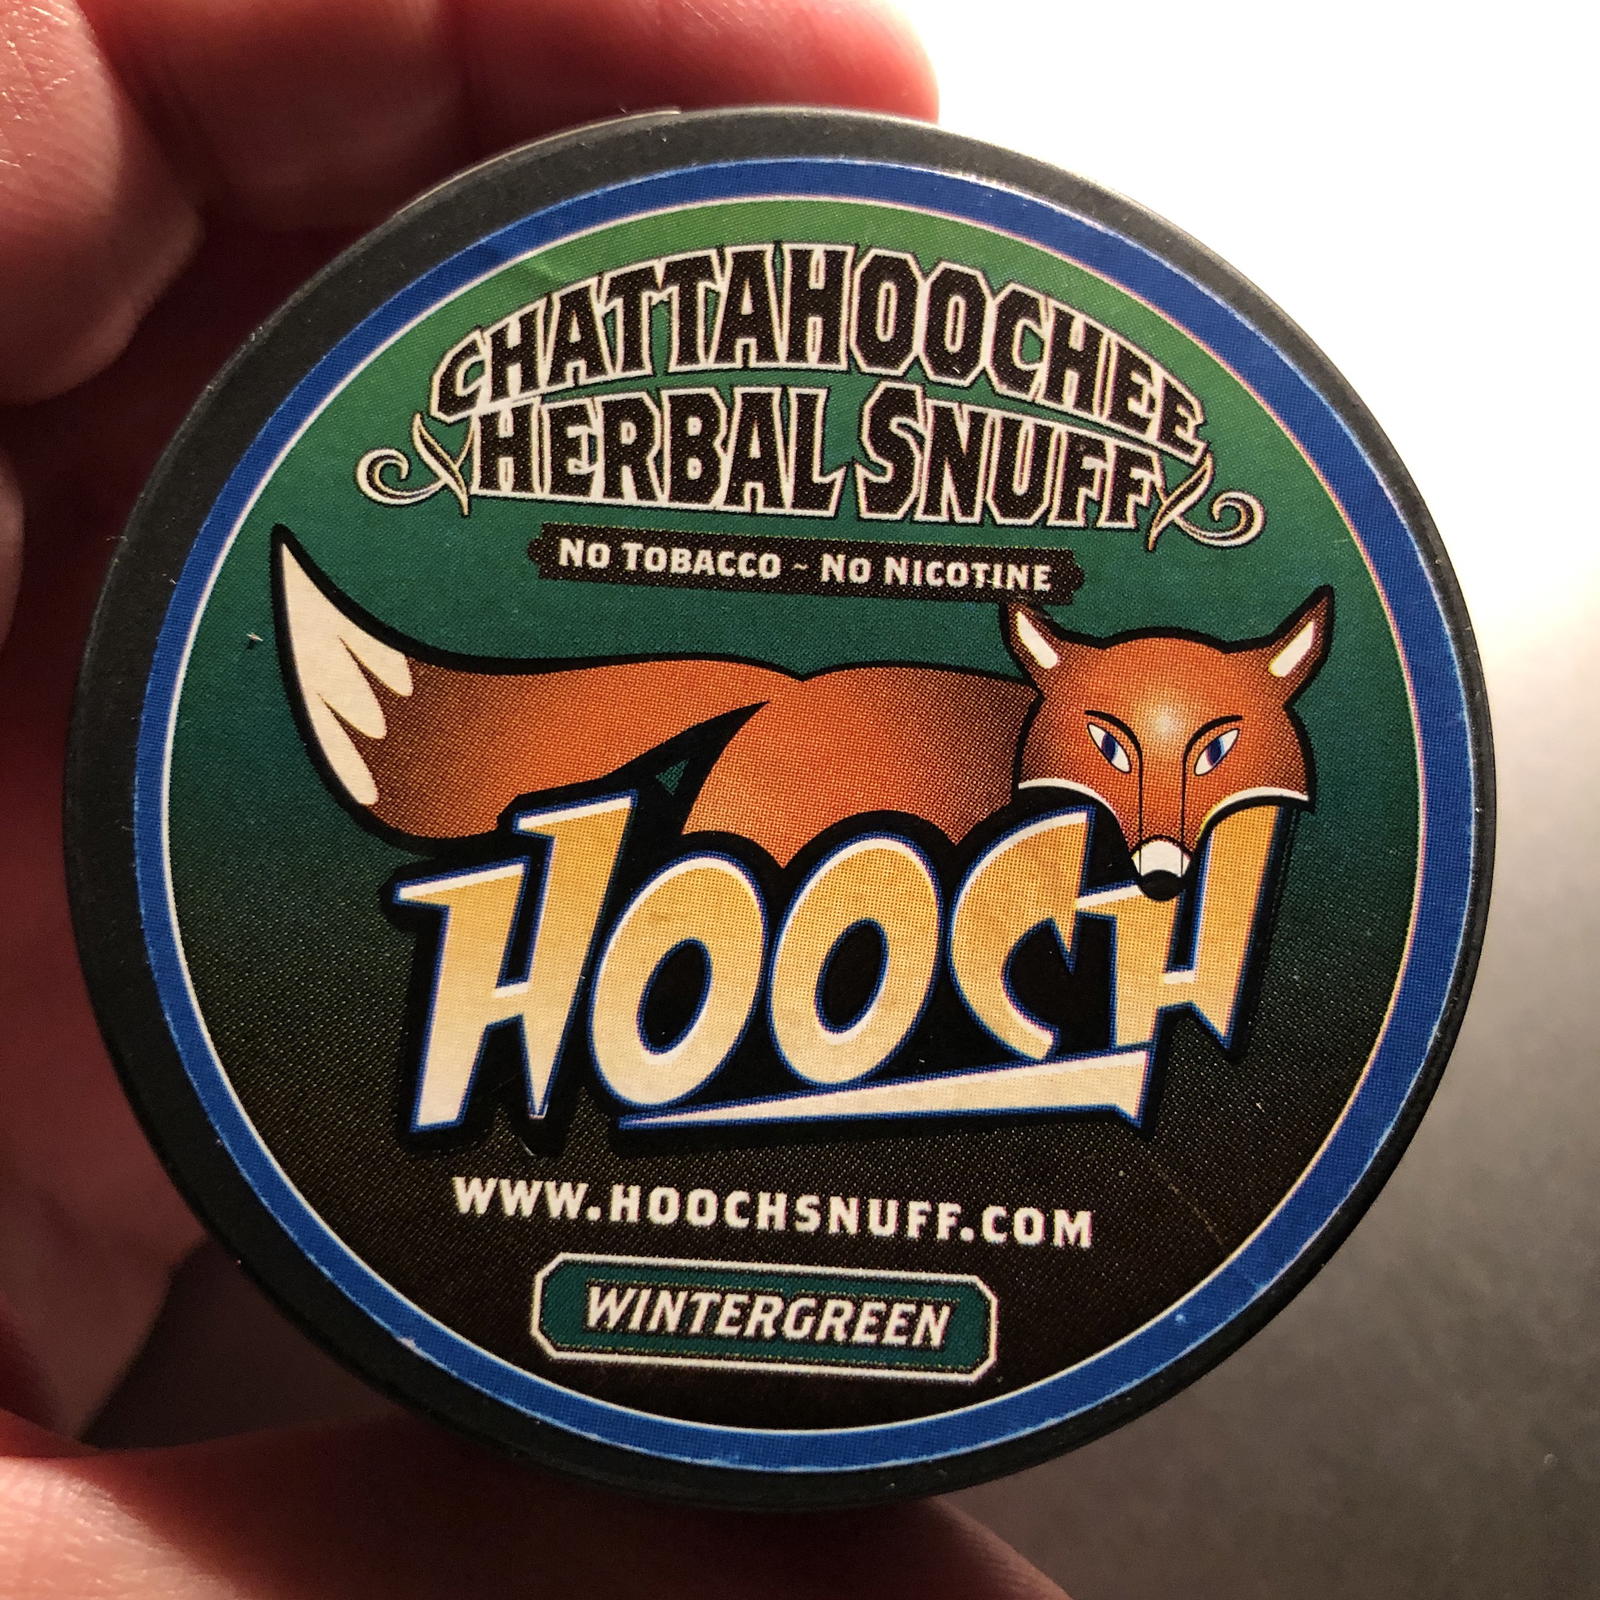 CHATTAHOOCHEE
HERBAL SNUFF
NO TOBACCO ~ NO NICOTINE
HOOCH
WWW.HOOCHSNUFF.COM
WINTERGREEN